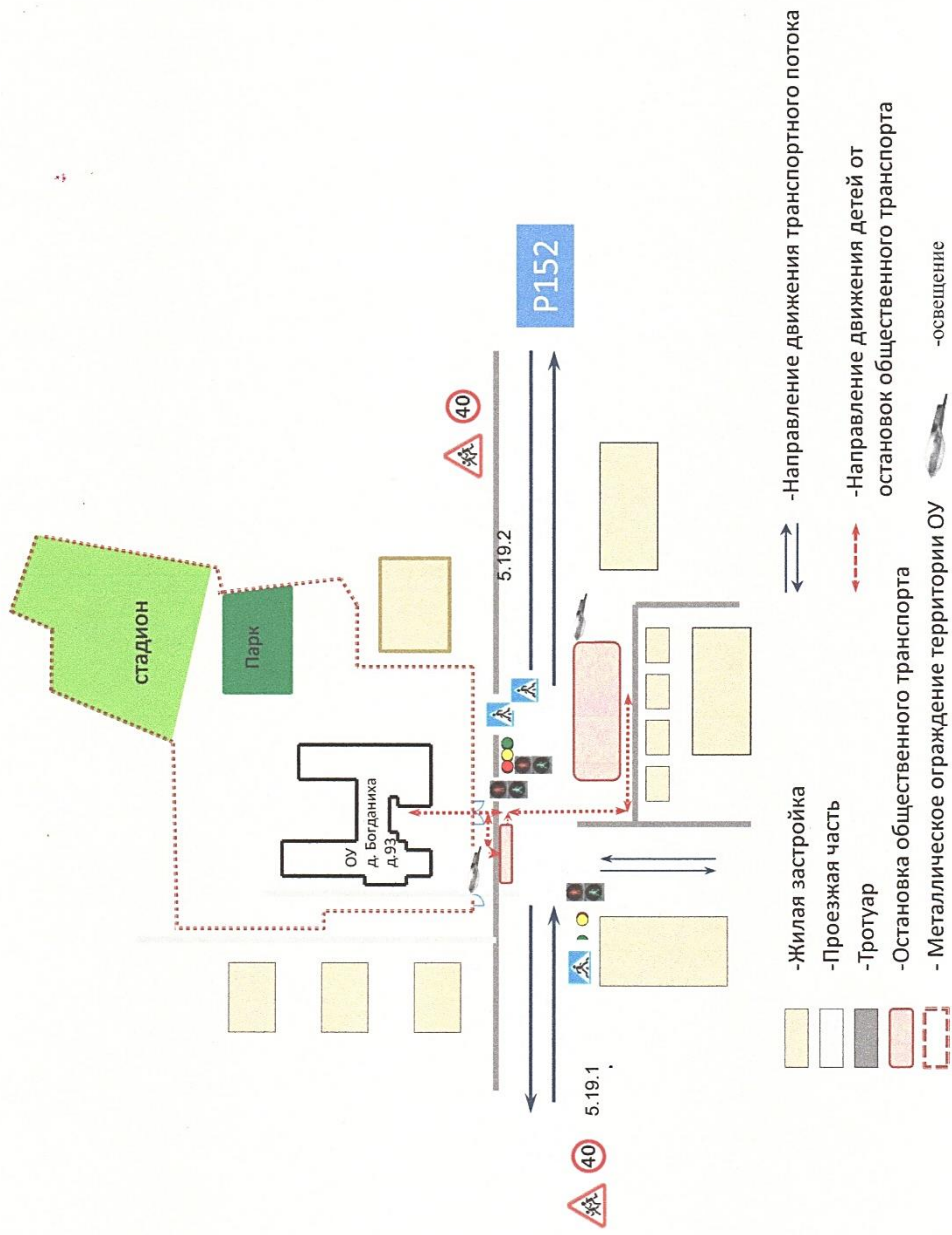 стадион
Парк
ОУ
д. Богданиха
д.93
40
5.19.2
Р152
5.19.1
40
-Жилая застройка
-Проезжая часть
-Тротуар
-Остановка общественного транспорта
- Металлическое ограждение территории ОУ
-Направление движения транспортного потока
-Направление движения детей от
остановок общественного транспорта
-освещение